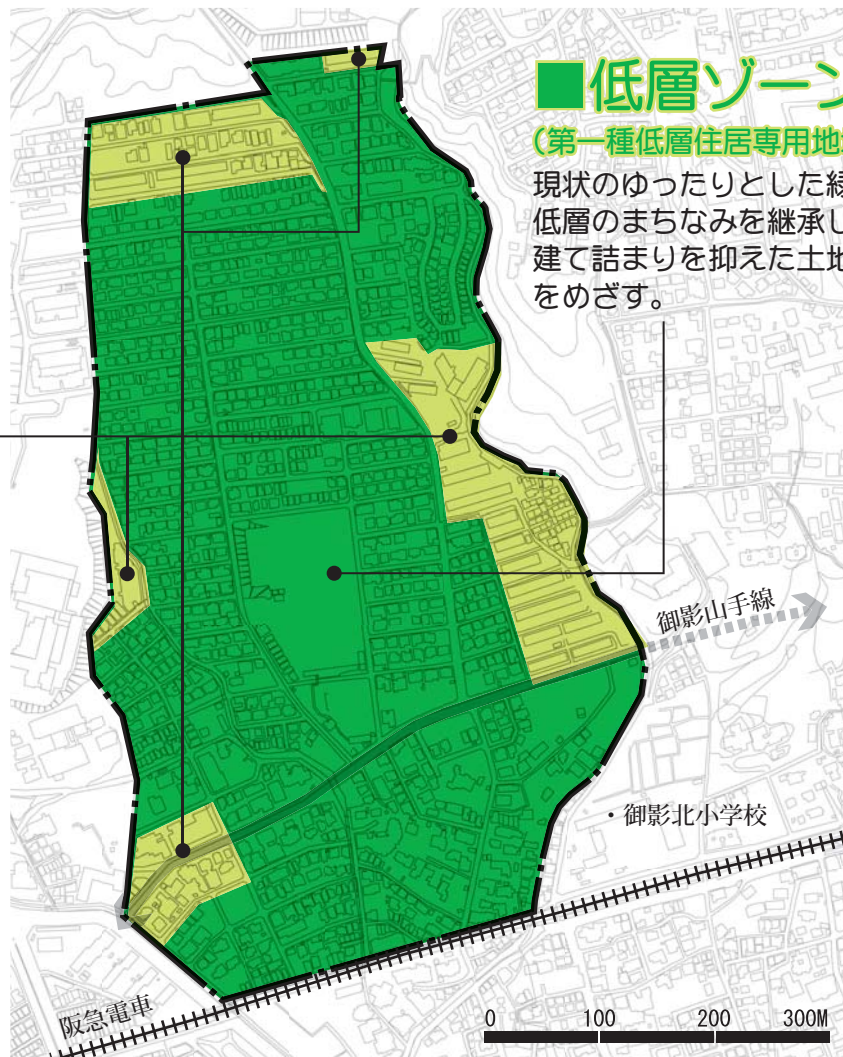 ■低層ゾーン
(第一種低層住居専用地
現状のゆったりとした緑
低層のまちなみを継承し
建て詰まりを抑えた土地
をめざす。
御影山手線
・御影北小学校
阪急電車
0 100 200 300M